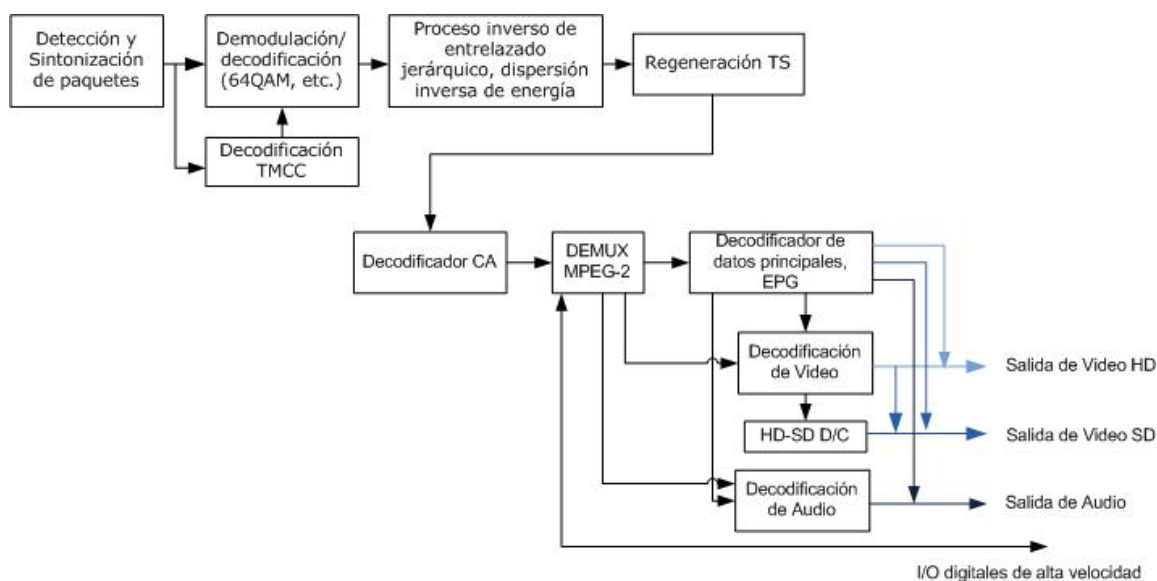 Detección y
Sintonización
de paquetes
Demodulación/
decodificación
(64QAM, etc.)
Proceso inverso de
entrelazado
jerárquico, dispersión
inversa de energía
Regeneración TS
Decodificación
TMCC
Decodificador CA
DEMUX
MPEG-2
Decodificador de
datos principales,
EPG
Decodificación
de Video
Salida de Video HD
HD-SD D/C
Salida de Video SD
Decodificación
de Audio
Salida de Audio
I/O digitales de alta velocidad